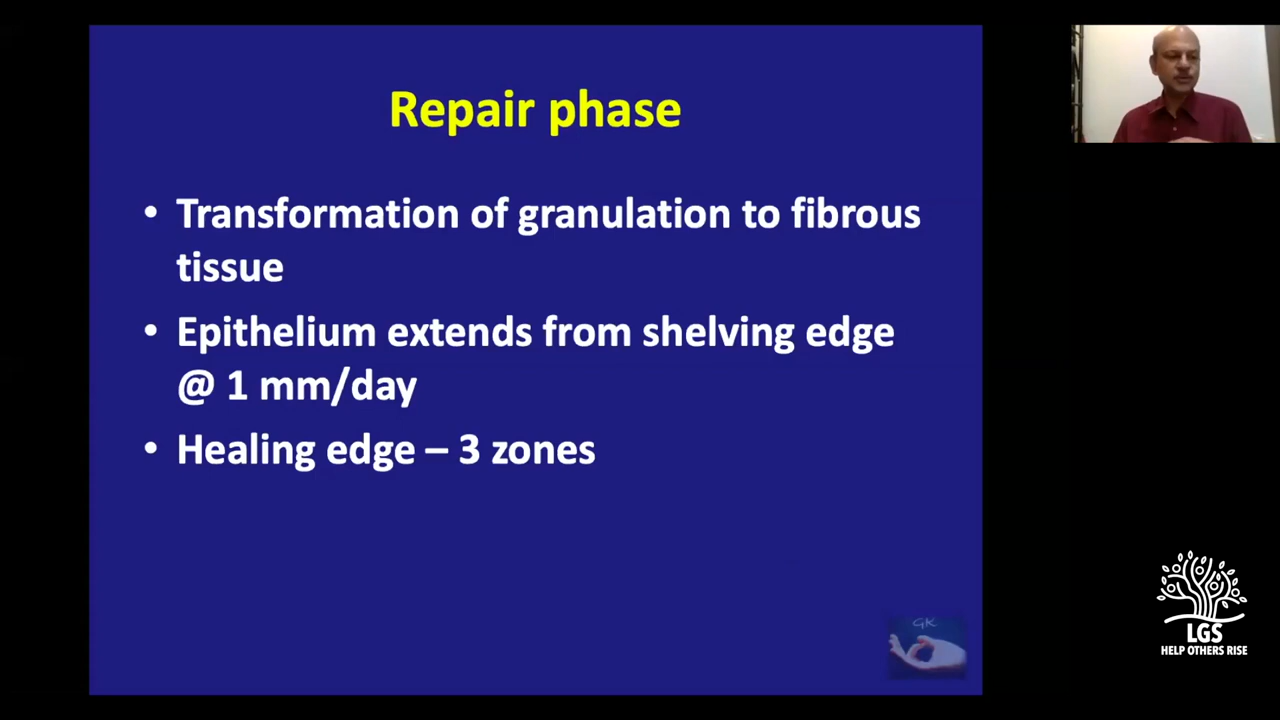 Repair phase
• Transformation of granulation to fibrous
tissue
• Epithelium extends from shelving edge
@ 1 mm/day
• Healing edge – 3 zones
GK
LGS
HELP OTHERS RISE